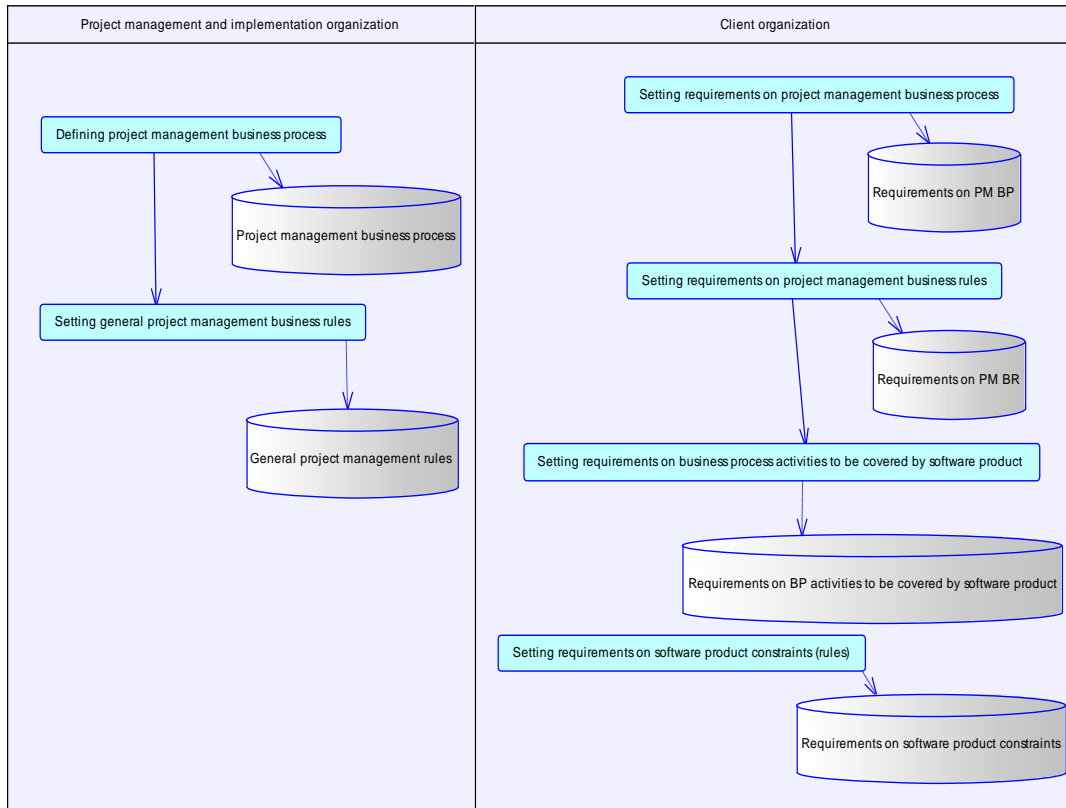 Project management and implementation organization
Client organization
Setting requirements on project management business process
Defining project management business process
Requirements on PM BP
Project management business process
Setting requirements on project management business rules
Setting general project management business rules
Requirements on PM BR
General project management rules
Setting requirements on business process activities to be covered by software product
Requirements on BP activities to be covered by software product
Setting requirements on software product constraints (rules)
Requirements on software product constraints